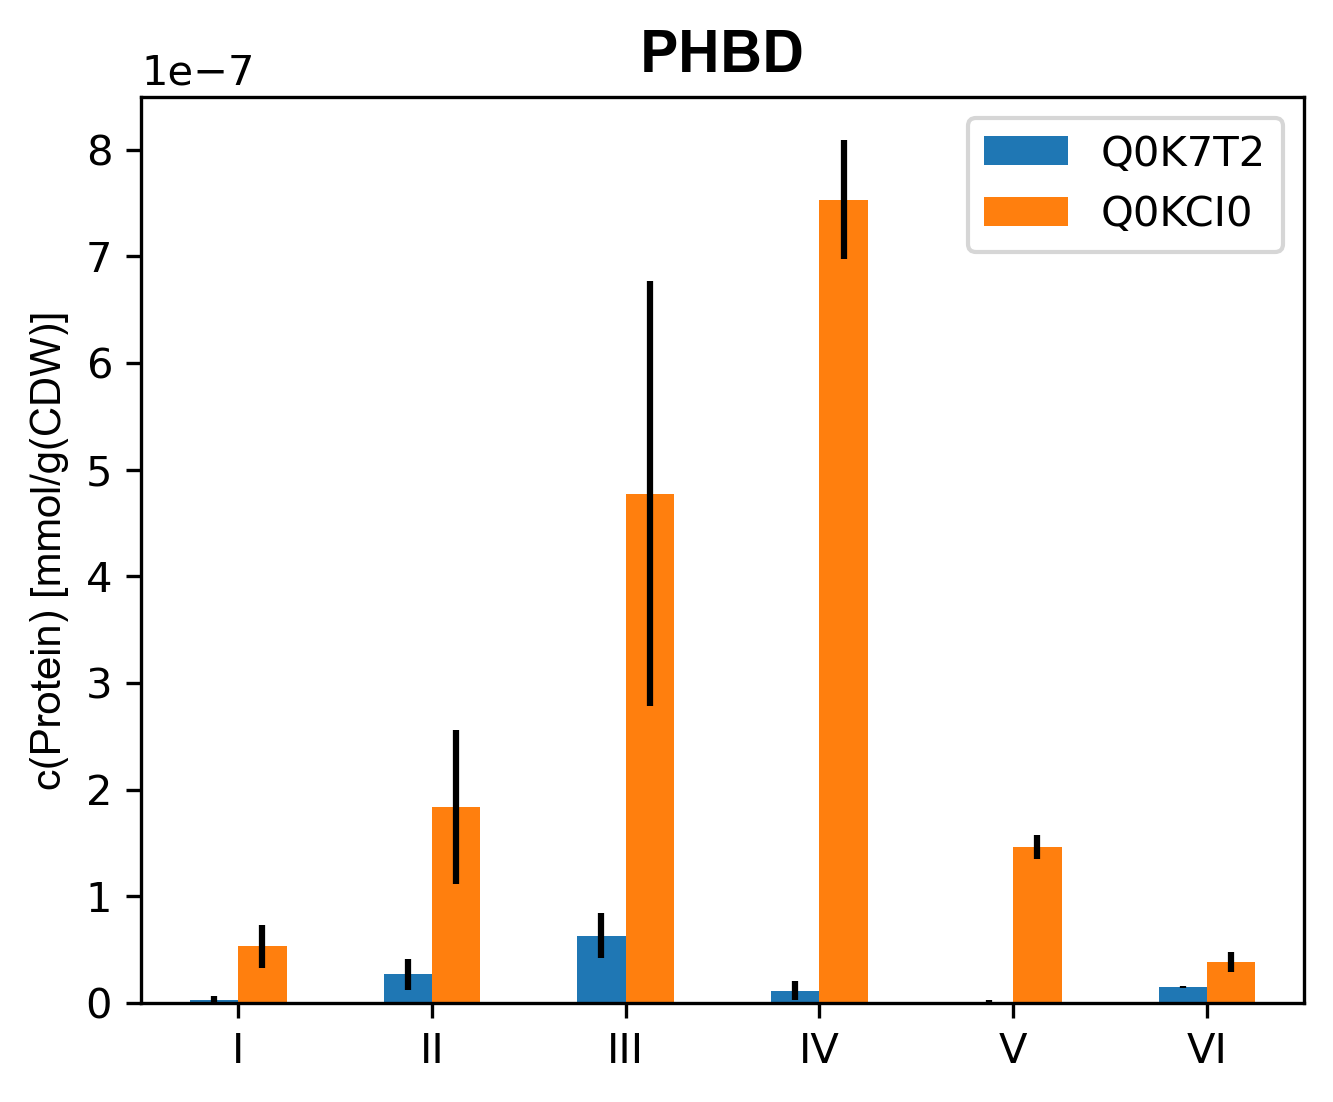 PHBD
1e−7
Q0K7T2
Q0KCI0
c(Protein) [mmol/g(CDW)]
8
7
6
5
4
3
2
1
0
I II III IV V VI